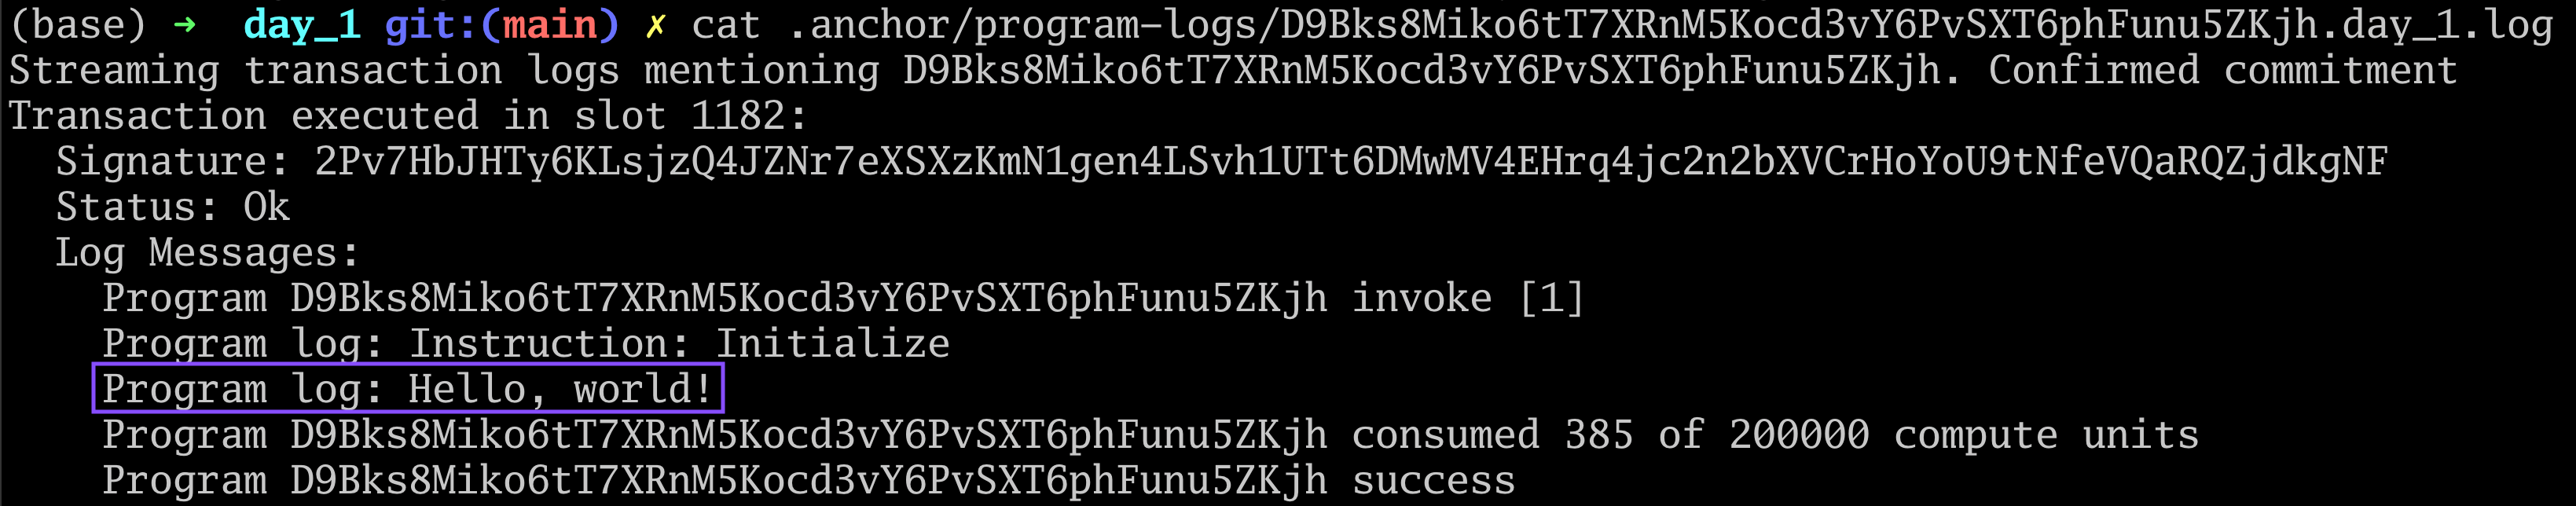 (base) ➜  day_1 git:(main) ✗ cat .anchor/program-logs/D9Bks8Miko6tT7XRnM5Kocd3vY6PvSXT6phFunu5ZKjh.day_1.log
Streaming transaction logs mentioning D9Bks8Miko6tT7XRnM5Kocd3vY6PvSXT6phFunu5ZKjh. Confirmed commitment
Transaction executed in slot 1182:
  Signature: 2Pv7HbJHTy6KLsjzQ4JZNr7eXSXzKmN1gen4LSvh1UTt6DMwMV4EHrq4jc2n2bXVCrHoYoU9tNfeVQaRQZjdkgNF
  Status: Ok
  Log Messages:
    Program D9Bks8Miko6tT7XRnM5Kocd3vY6PvSXT6phFunu5ZKjh invoke [1]
    Program log: Instruction: Initialize
    Program log: Hello, world!
    Program D9Bks8Miko6tT7XRnM5Kocd3vY6PvSXT6phFunu5ZKjh consumed 385 of 200000 compute units
    Program D9Bks8Miko6tT7XRnM5Kocd3vY6PvSXT6phFunu5ZKjh success